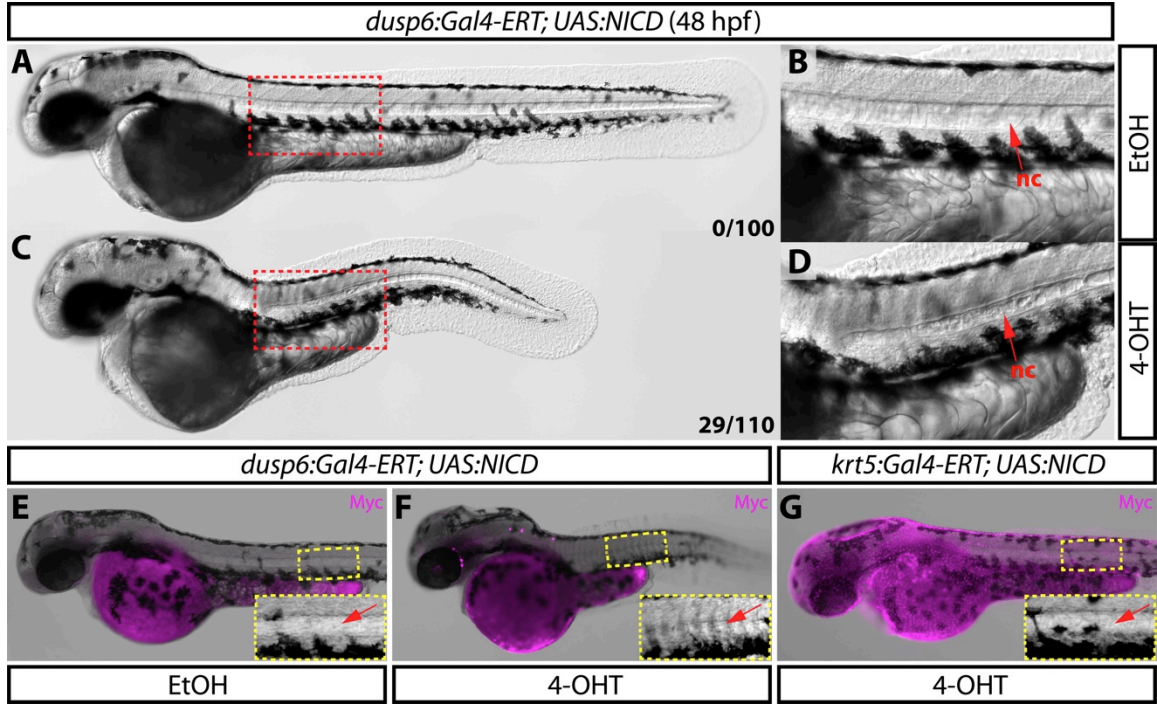 dusp6:Gal4-ERT; UAS:NICD (48 hpf)
A
B
nc
EtOH
0/100
C
D
nc
4-OHT
29/110
dusp6:Gal4-ERT; UAS:NICD
krt5:Gal4-ERT; UAS:NICD
E
Myc
F
Myc
G
Myc
EtOH
4-OHT
4-OHT